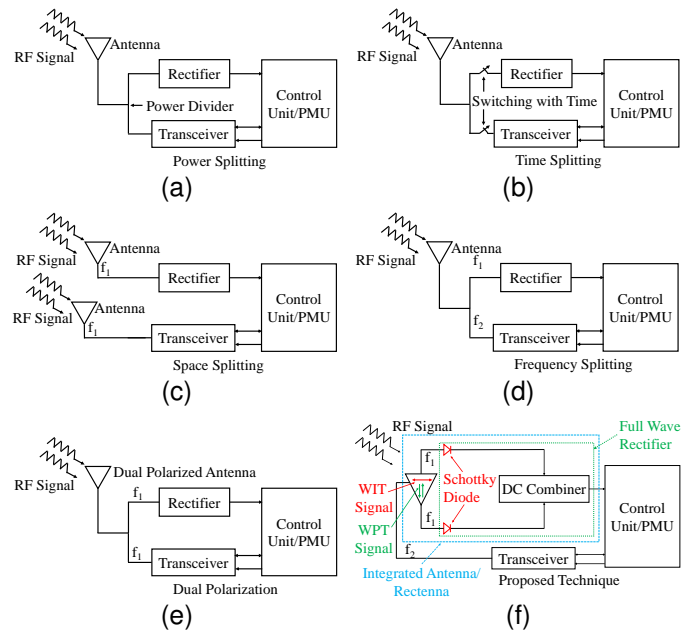 RF Signal
Antenna
Rectifier
Power Divider
Transceiver
Control
Unit/PMU
Power Splitting
(a)
RF Signal
Antenna
Rectifier
Switching with Time
Transceiver
Control
Unit/PMU
Time Splitting
(b)
RF Signal
Antenna
f1
Rectifier
RF Signal
Antenna
f1
Transceiver
Control
Unit/PMU
Space Splitting
(c)
RF Signal
Antenna
f1
Rectifier
f2
Transceiver
Control
Unit/PMU
Frequency Splitting
(d)
RF Signal
Dual Polarized Antenna
f1
Rectifier
f1
Transceiver
Control
Unit/PMU
Dual Polarization
(e)
RF Signal
Full Wave
Rectifier
f1
WIT
Signal
Schottky
Diode
DC Combiner
WPT
Signal
f1
f2
Control
Unit/PMU
Integrated Antenna/
Rectenna
Transceiver
Proposed Technique
(f)